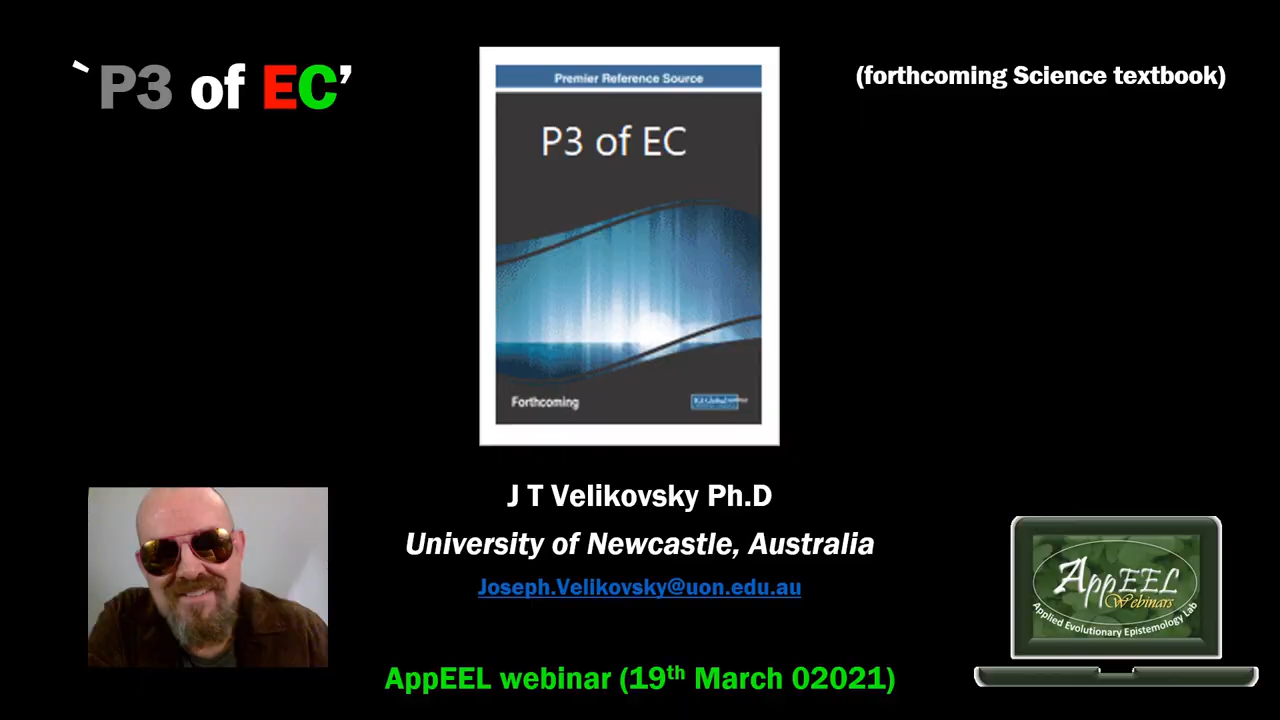 `P3 of EC’
(forthcoming Science textbook)
Premier Reference Source
P3 of EC
Forthcoming
J T Velikovsky Ph.D
University of Newcastle, Australia
Joseph.Velikovsky@uon.edu.au
AppEEL webinar (19th March 02021)
AppEEL
Webinars
Applied Evolutionary Epistemology Lab